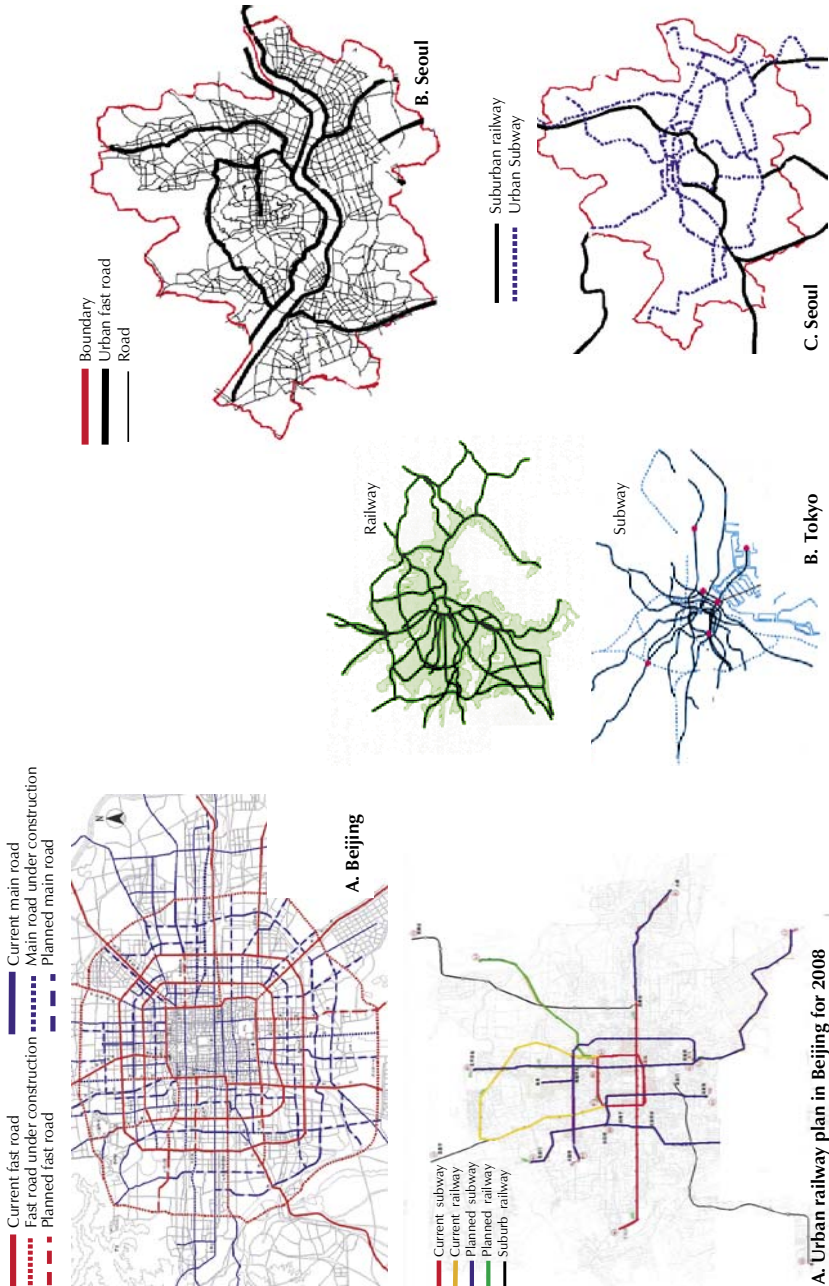 Current fast road
Fast road under construction
Planned fast road
Current main road
Main road under construction
Planned main road
N
A. Beijing
Boundary
Urban fast road
Road
B. Seoul
Current subway
Current railway
Planned subway
Planned railway
Suburb railway
A. Urban railway plan in Beijing for 2008
Railway
Subway
B. Tokyo
Suburban railway
Urban Subway
C. Seoul